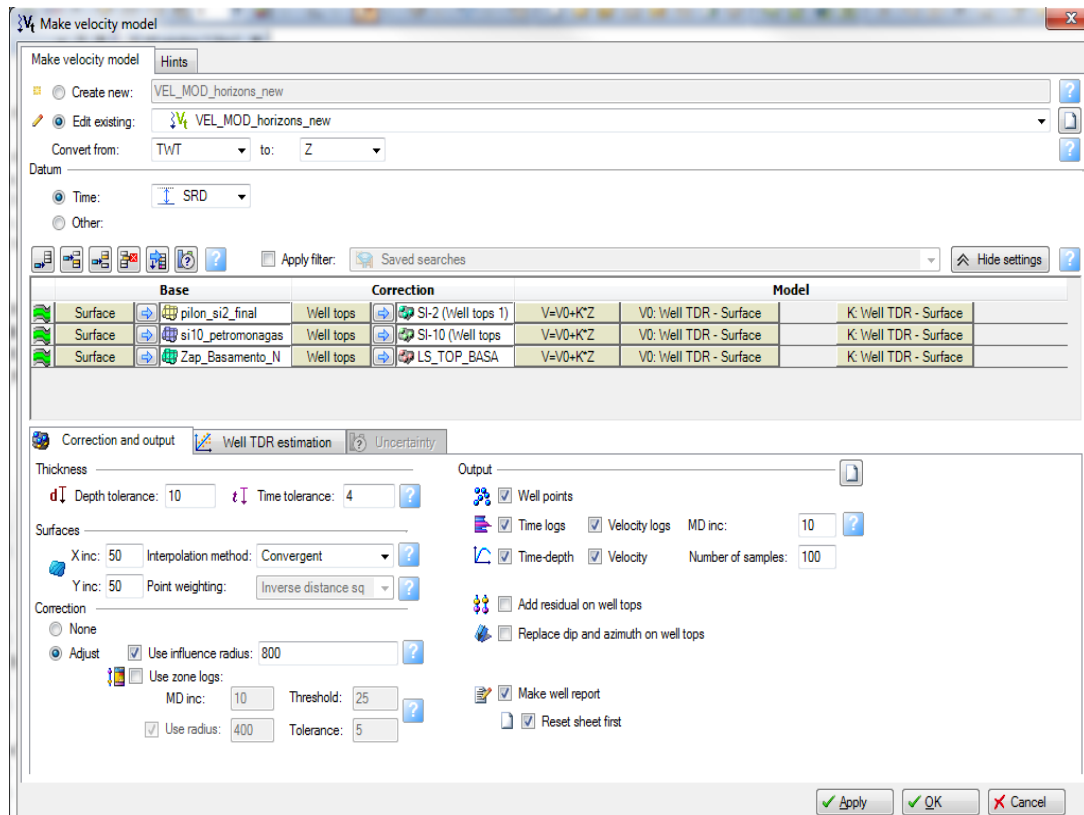 Make velocity model
Make velocity model Hints
Create new: VEL_MOD_horizons_new
Edit existing: VEL_MOD_horizons_new
Convert from: TWT to: Z
Datum
Time: SRD
Other:
Apply filter: Saved searches Hide settings
Base Correction Model
Surface pilon_si2_final Well tops SI-2 (Well tops 1) V=V0+K*Z V0: Well TDR - Surface K: Well TDR - Surface
Surface si10_petromonagas Well tops SI-10 (Well tops V=V0+K*Z V0: Well TDR - Surface K: Well TDR - Surface
Surface Zap_Basamento_N Well tops LS_TOP_BASA V=V0+K*Z V0: Well TDR - Surface K: Well TDR - Surface
Correction and output Well TDR estimation Uncertainty
Thickness
Depth tolerance: 10 Time tolerance: 4
Surfaces
X inc: 50 Interpolation method: Convergent
Y inc: 50 Point weighting: Inverse distance sq
Correction
None
Adjust Use influence radius: 800
Use zone logs:
MD inc: 10 Threshold: 25
Use radius: 400 Tolerance: 5
Output
Well points
Time logs Velocity logs MD inc: 10
Time-depth Velocity Number of samples: 100
Add residual on well tops
Replace dip and azimuth on well tops
Make well report
Reset sheet first
Apply OK Cancel